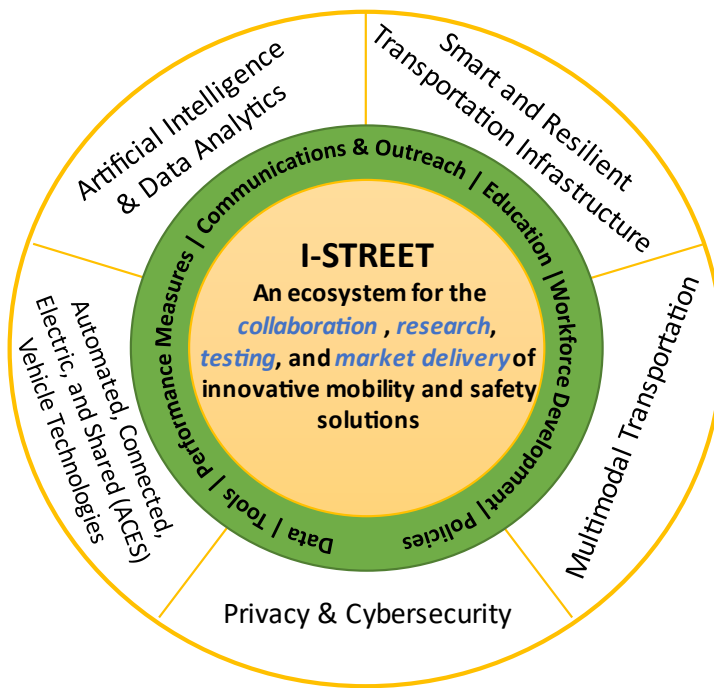 Artificial Intelligence
& Data Analytics
Smart and Resilient
Transportation Infrastructure
Multimodal Transportation
Privacy & Cybersecurity
Automated, Connected,
Electric, and Shared (ACES)
Vehicle Technologies
Data | Tools | Performance Measures | Communications & Outreach | Education |Workforce Development| Policies
I-STREET
An ecosystem for the
collaboration , research,
testing, and market delivery of
innovative mobility and safety
solutions